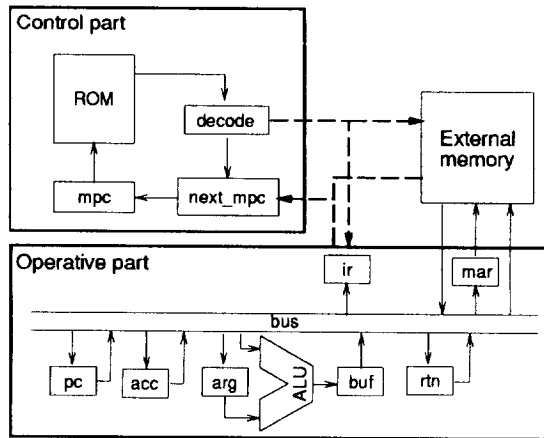 Control part
ROM
decode
External
memory
mpc
next_mpc
Operative part
ir
mar
bus
pc
acc
arg
ALU
buf
rtn